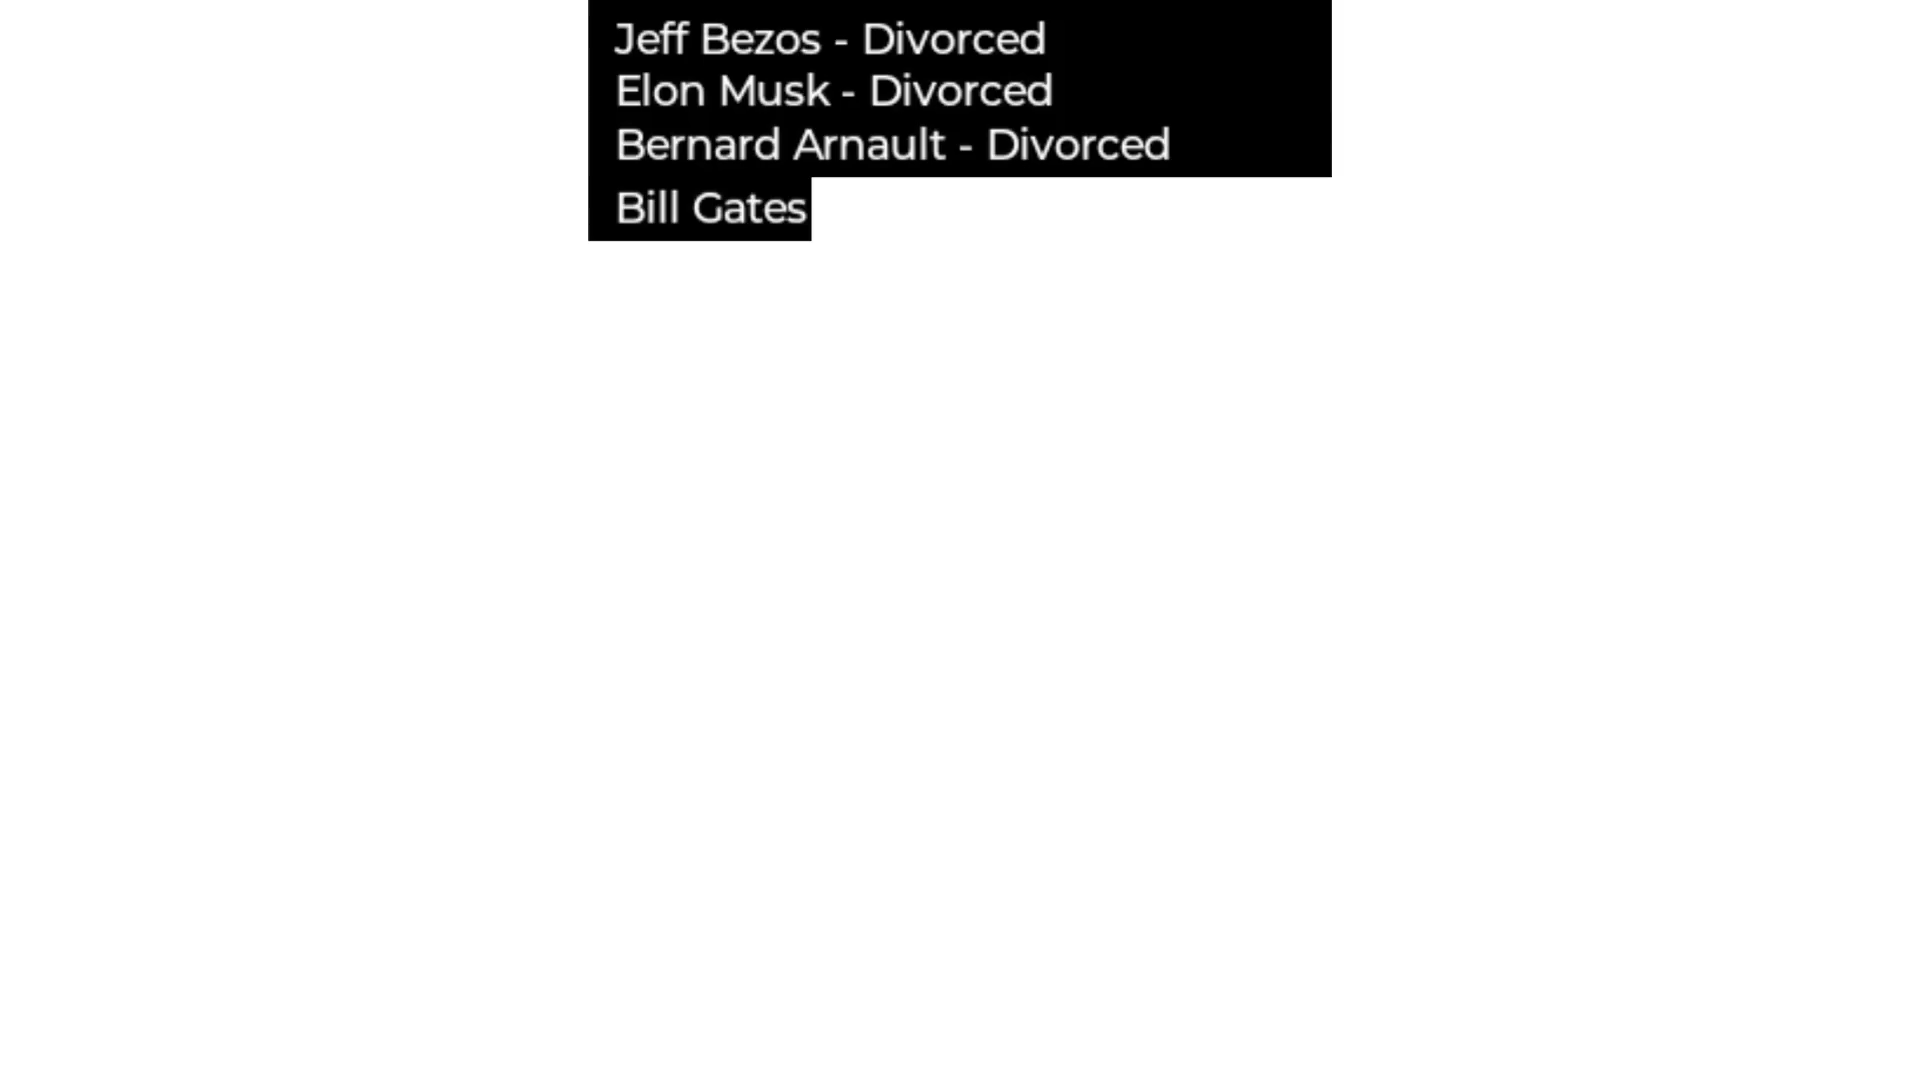 Jeff Bezos - Divorced
Elon Musk - Divorced
Bernard Arnault - Divorced
Bill Gates